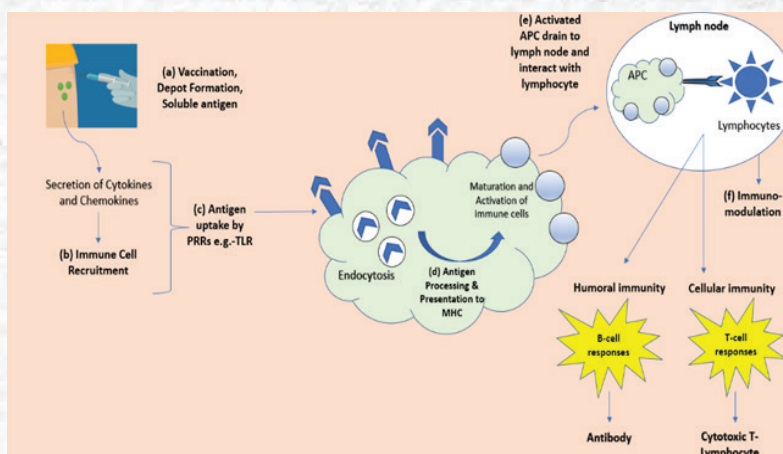 (a) Vaccination,
Depot Formation,
Soluble antigen
Secretion of Cytokines
and Chemokines
(b) Immune Cell
Recruitment
(c) Antigen
uptake by
PRRs e.g.-TLR
Endocytosis
(d) Antigen
Processing &
Presentation to
MHC
Maturation and
Activation of
Immune cells
(e) Activated
APC drain to
lymph node and
interact with
lymphocyte
Lymph node
APC
Lymphocytes
(f) Immuno-
modulation
Humoral immunity
B-cell
responses
Antibody
Cellular immunity
T-cell
responses
Cytotoxic T-
Lymphocyte